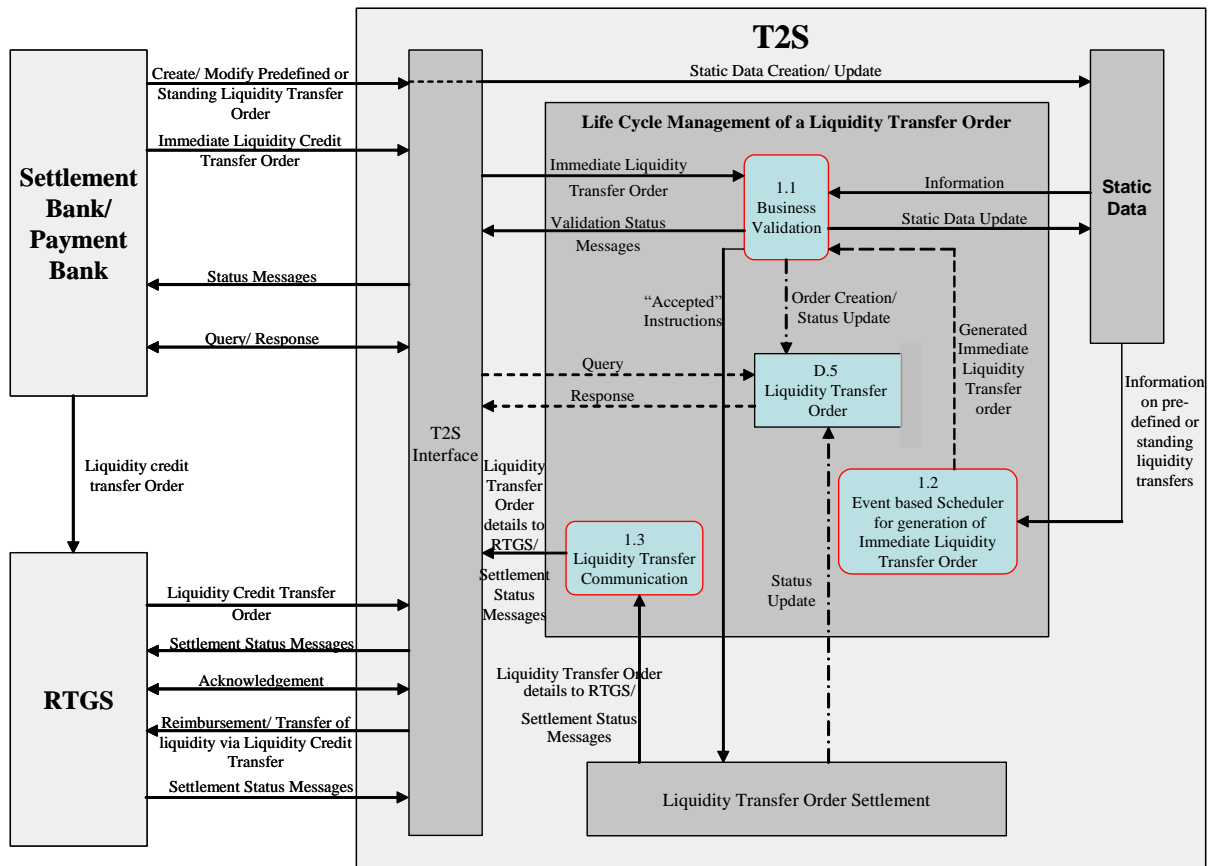 T2S
Create/ Modify Predefined or
Standing Liquidity Transfer
Order
Static Data Creation/ Update
Immediate Liquidity Credit
Transfer Order
Settlement
Bank/
Payment
Bank
Status Messages
Query/ Response
Liquidity credit
transfer Order
RTGS
Liquidity Credit Transfer
Order
Settlement Status Messages
Acknowledgement
Reimbursement/ Transfer of
liquidity via Liquidity Credit
Transfer
Settlement Status Messages
T2S
Interface
Life Cycle Management of a Liquidity Transfer Order
Immediate Liquidity
Transfer Order
Validation Status
Messages
1.1
Business
Validation
Information
Static Data Update
Static
Data
"Accepted"
Instructions
Order Creation/
Status Update
Generated
Immediate
Liquidity
Transfer
order
Query
Response
D.5
Liquidity Transfer
Order
Information
on pre-
defined or
standing
liquidity
transfers
Liquidity
Transfer
Order
details to
RTGS/
Settlement
Status
Messages
1.3
Liquidity Transfer
Communication
1.2
Event based Scheduler
for generation of
Immediate Liquidity
Transfer Order
Status
Update
Liquidity Transfer Order
details to RTGS/
Settlement Status
Messages
Liquidity Transfer Order Settlement